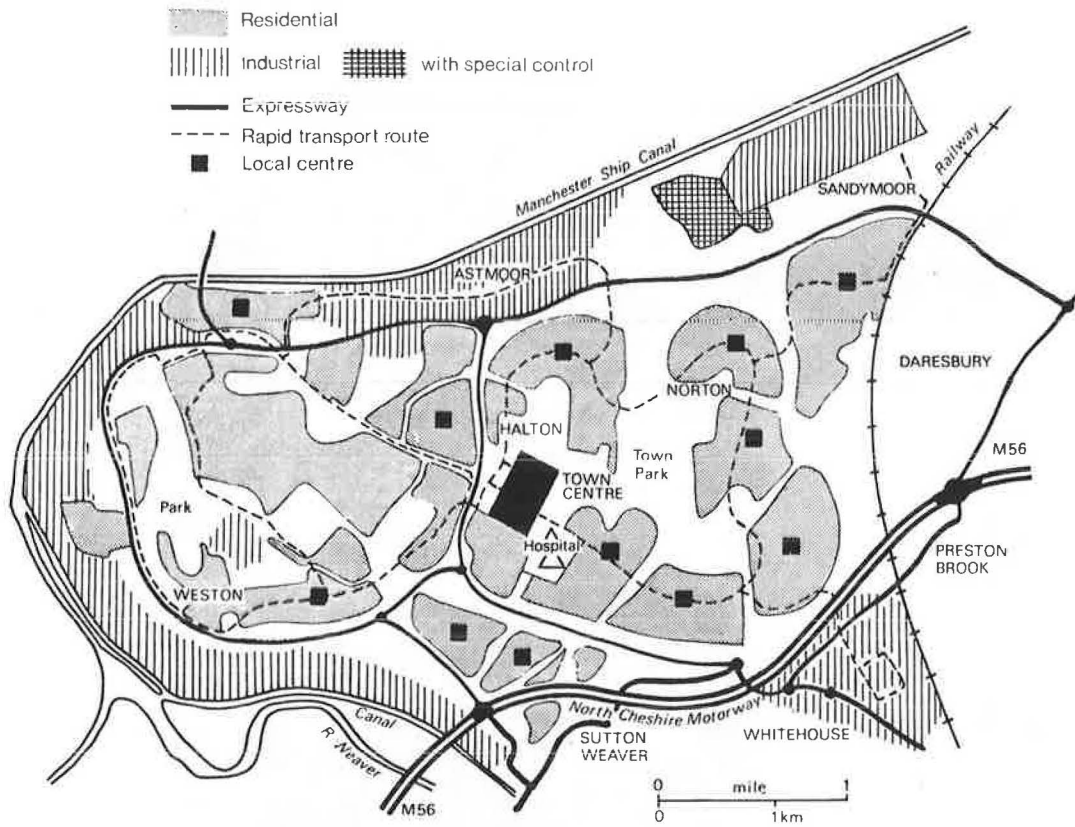 Residential
Industrial
with special control
Expressway
Rapid transport route
Local centre
Manchester Ship Canal
Railway
SANDYMOOR
ASTMOOR
DARESBURY
NORTON
HALTON
Town
Park
TOWN
CENTRE
M56
Park
Hospital
PRESTON
BROOK
WESTON
Canal
R. Neaver
North Cheshire Motorway
SUTTON
WEAVER
WHITEHOUSE
M56
0 mile 1
0 1km